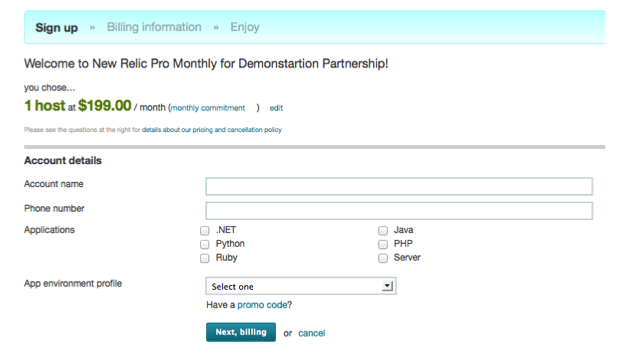 Sign up » Billing information » Enjoy
Welcome to New Relic Pro Monthly for Demonstartion Partnership!
you chose...
1 host at $199.00 / month (monthly commitment ) edit
Please see the questions at the right for details about our pricing and cancellation policy
Account details
Account name
Phone number
Applications .NET Java
Python PHP
Ruby Server
App environment profile Select one
Have a promo code?
Next, billing or cancel